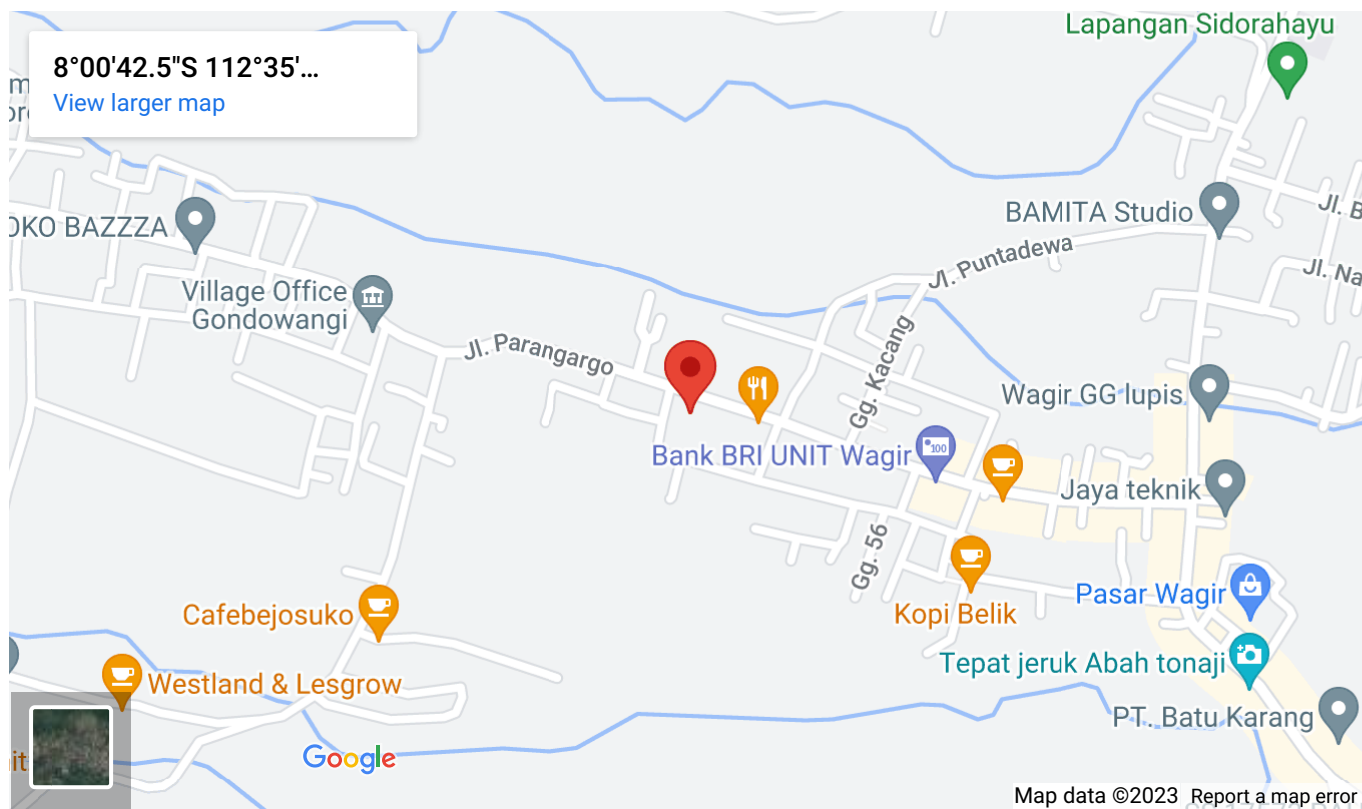 Lapangan Sidorahayu
8°00'42.5"S 112°35'...
View larger map
BAMITA Studio
Jl. B
OKO BAZZZA
Jl. Puntadewa
Jl. Na
Village Office
Gondowangi
Jl. Parangargo
Gg. Kacang
Wagir GG lupis
Bank BRI UNIT Wagir
100
Jaya teknik
Gg. 56
Pasar Wagir
Cafebejosuko
Kopi Belik
Tepat jeruk Abah tonaji
Westland & Lesgrow
PT. Batu Karang
Google
Map data ©2023
Report a map error